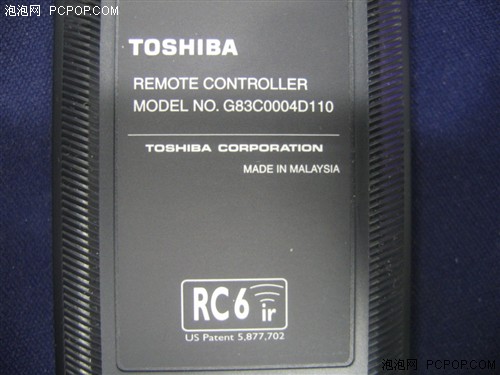 泡泡网 PCPOP.COM
TOSHIBA
REMOTE CONTROLLER
MODEL NO. G83C0004D110
TOSHIBA CORPORATION
MADE IN MALAYSIA
RC6 ir
US Patent 5,877,702
泡泡网 PCPOP.COM